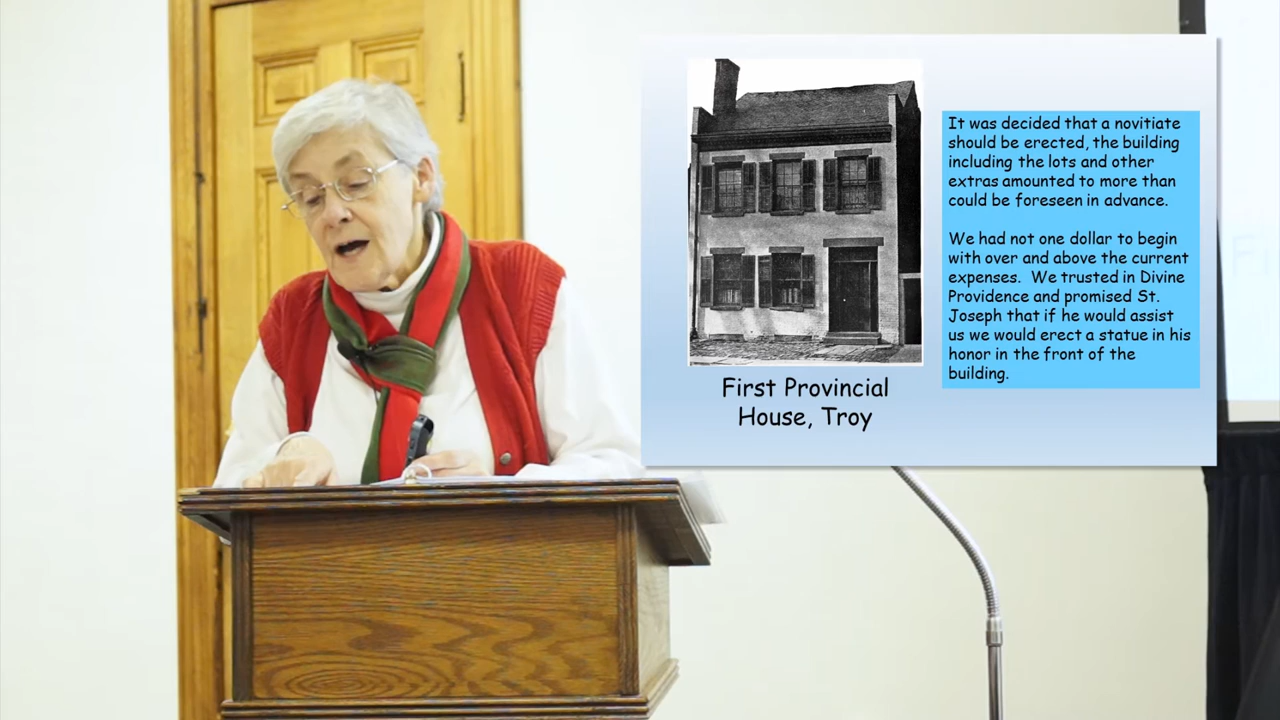 It was decided that a novitiate
should be erected, the building
including the lots and other
extras amounted to more than
could be foreseen in advance.
We had not one dollar to begin
with over and above the current
expenses. We trusted in Divine
Providence and promised St.
Joseph that if he would assist
us we would erect a statue in his
honor in the front of the
building.
First Provincial
House, Troy